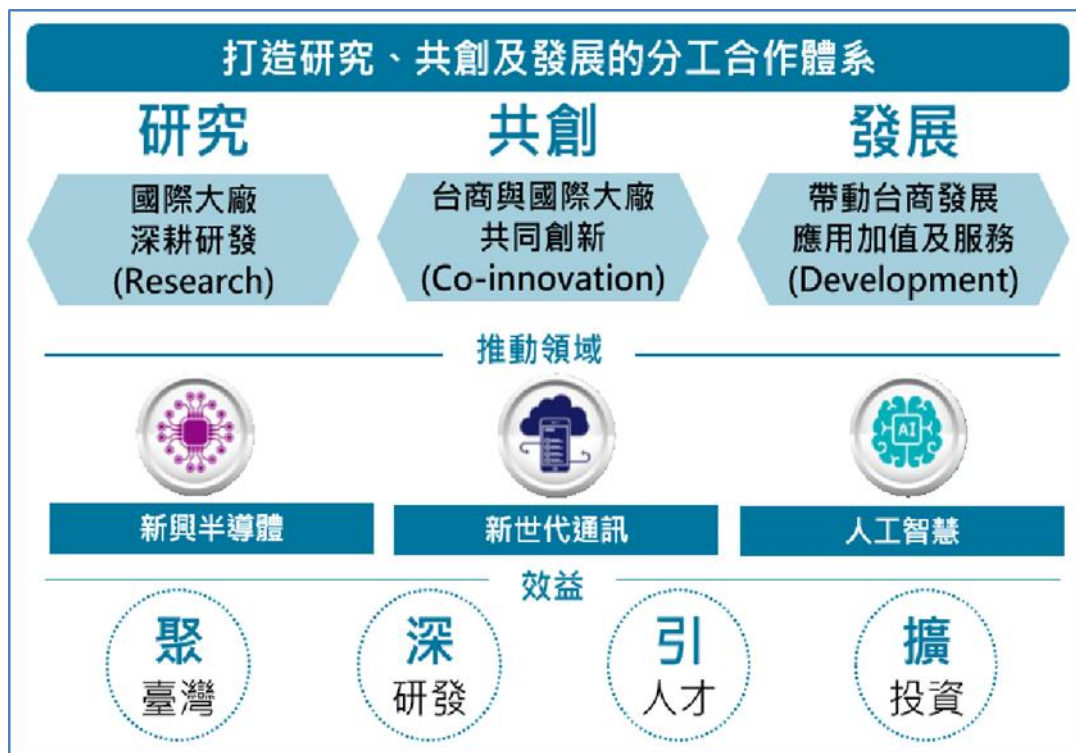 打造研究、共創及發展的分工合作體系
研究
共創
發展
國際大廠
深耕研發
(Research)
台商與國際大廠
共同創新
(Co-innovation)
帶動台商發展
應用加值及服務
(Development)
推動領域
AI
新興半導體
新世代通訊
人工智慧
效益
聚
臺灣
深
研發
引
人才
擴
投資